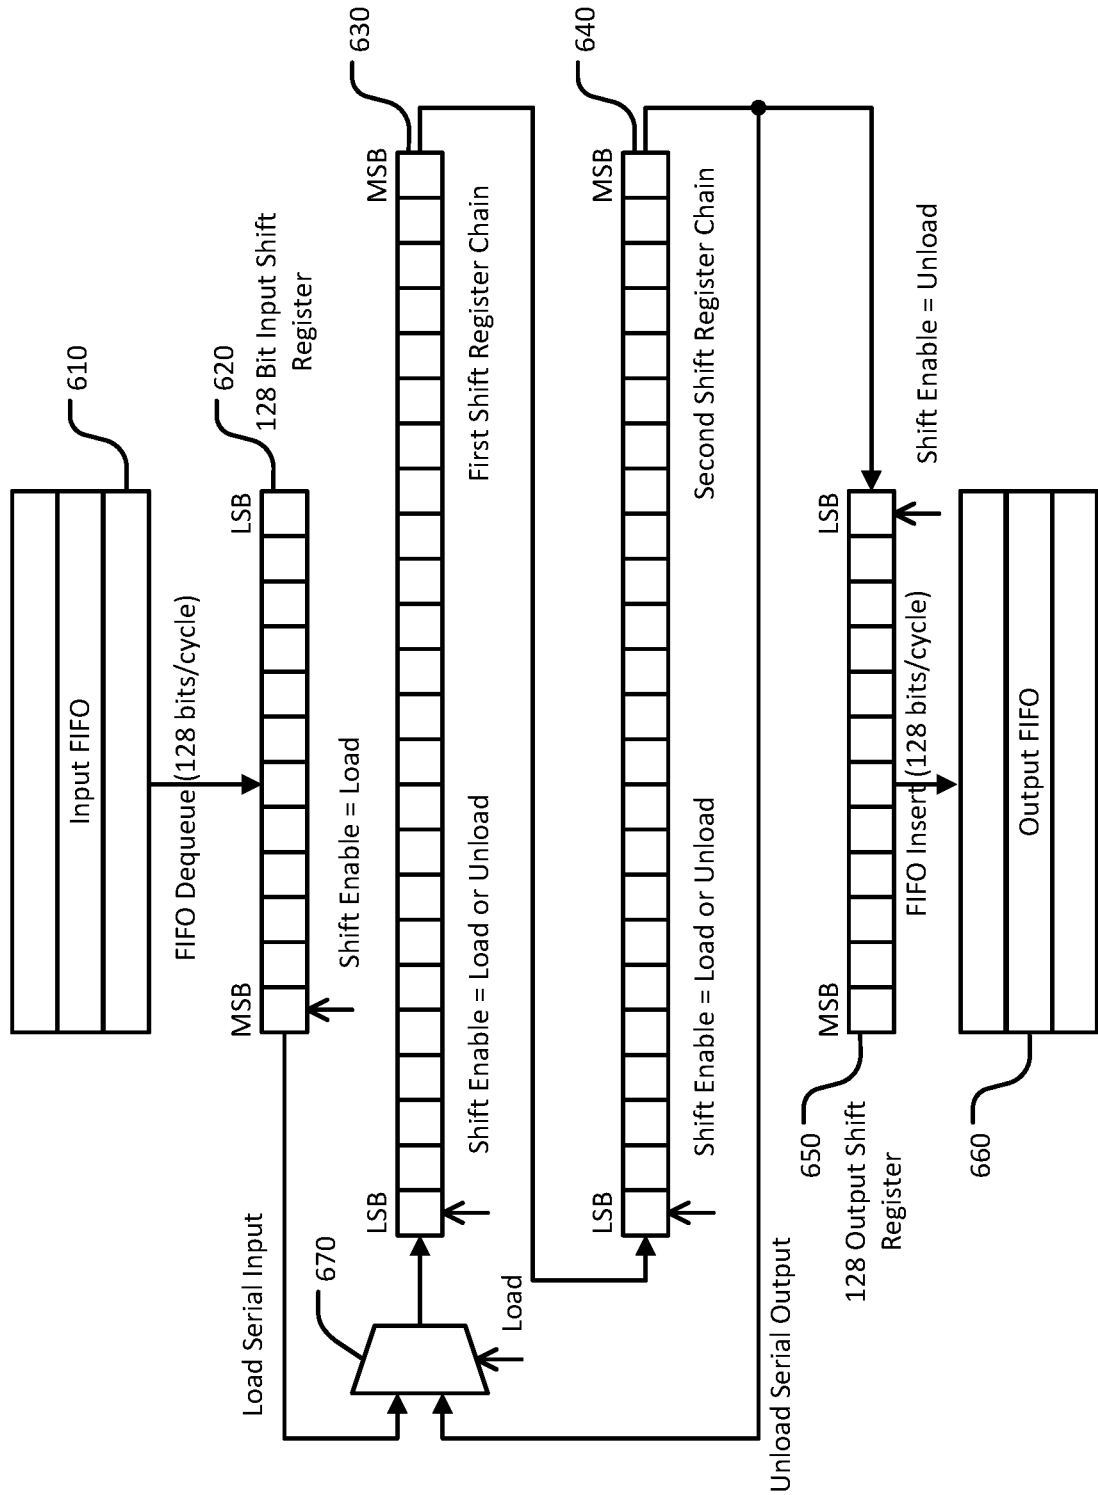 Input FIFO
610
FIFO Dequeue (128 bits/cycle)
620
128 Bit Input Shift
Register
MSB
LSB
Shift Enable = Load
Load Serial Input
670
Load
630
LSB
MSB
Shift Enable = Load or Unload
First Shift Register Chain
640
LSB
MSB
Shift Enable = Load or Unload
Second Shift Register Chain
Unload Serial Output
650
128 Output Shift
Register
MSB
LSB
Shift Enable = Unload
FIFO Insert (128 bits/cycle)
660
Output FIFO